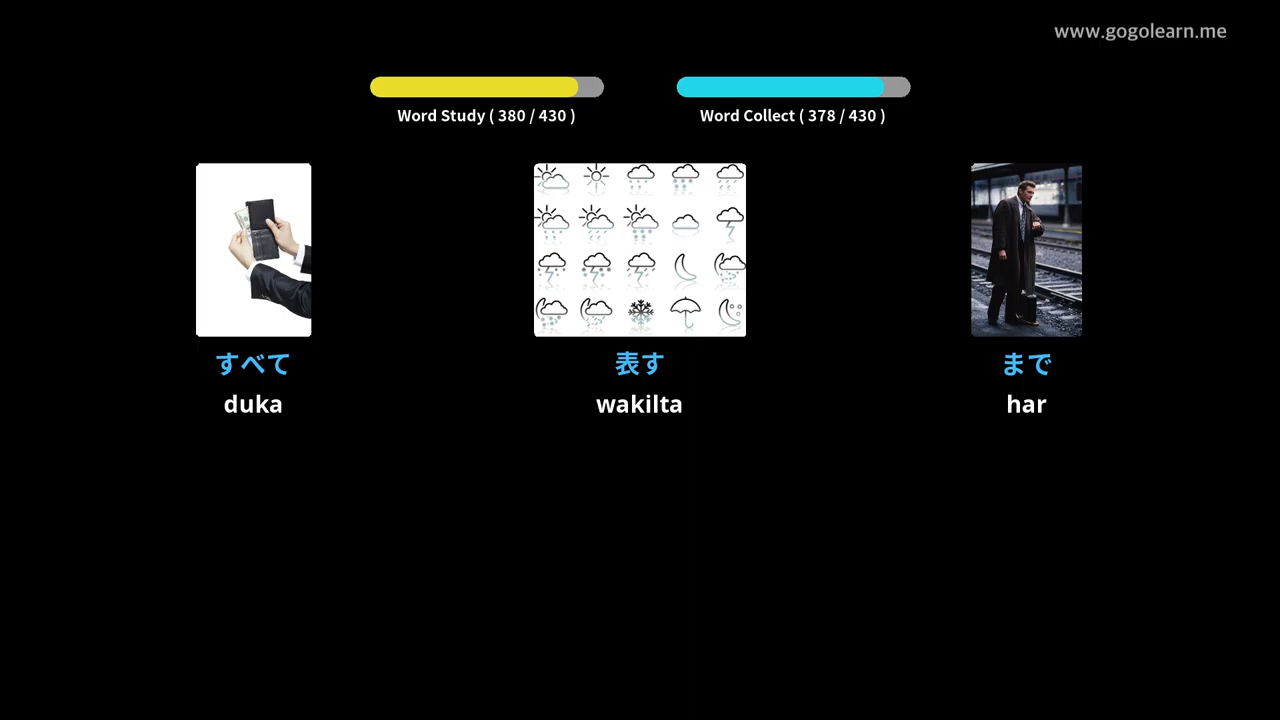 www.gogolearn.me
Word Study ( 380 / 430 )
Word Collect ( 378 / 430 )
すべて
duka
表す
wakilta
まで
har